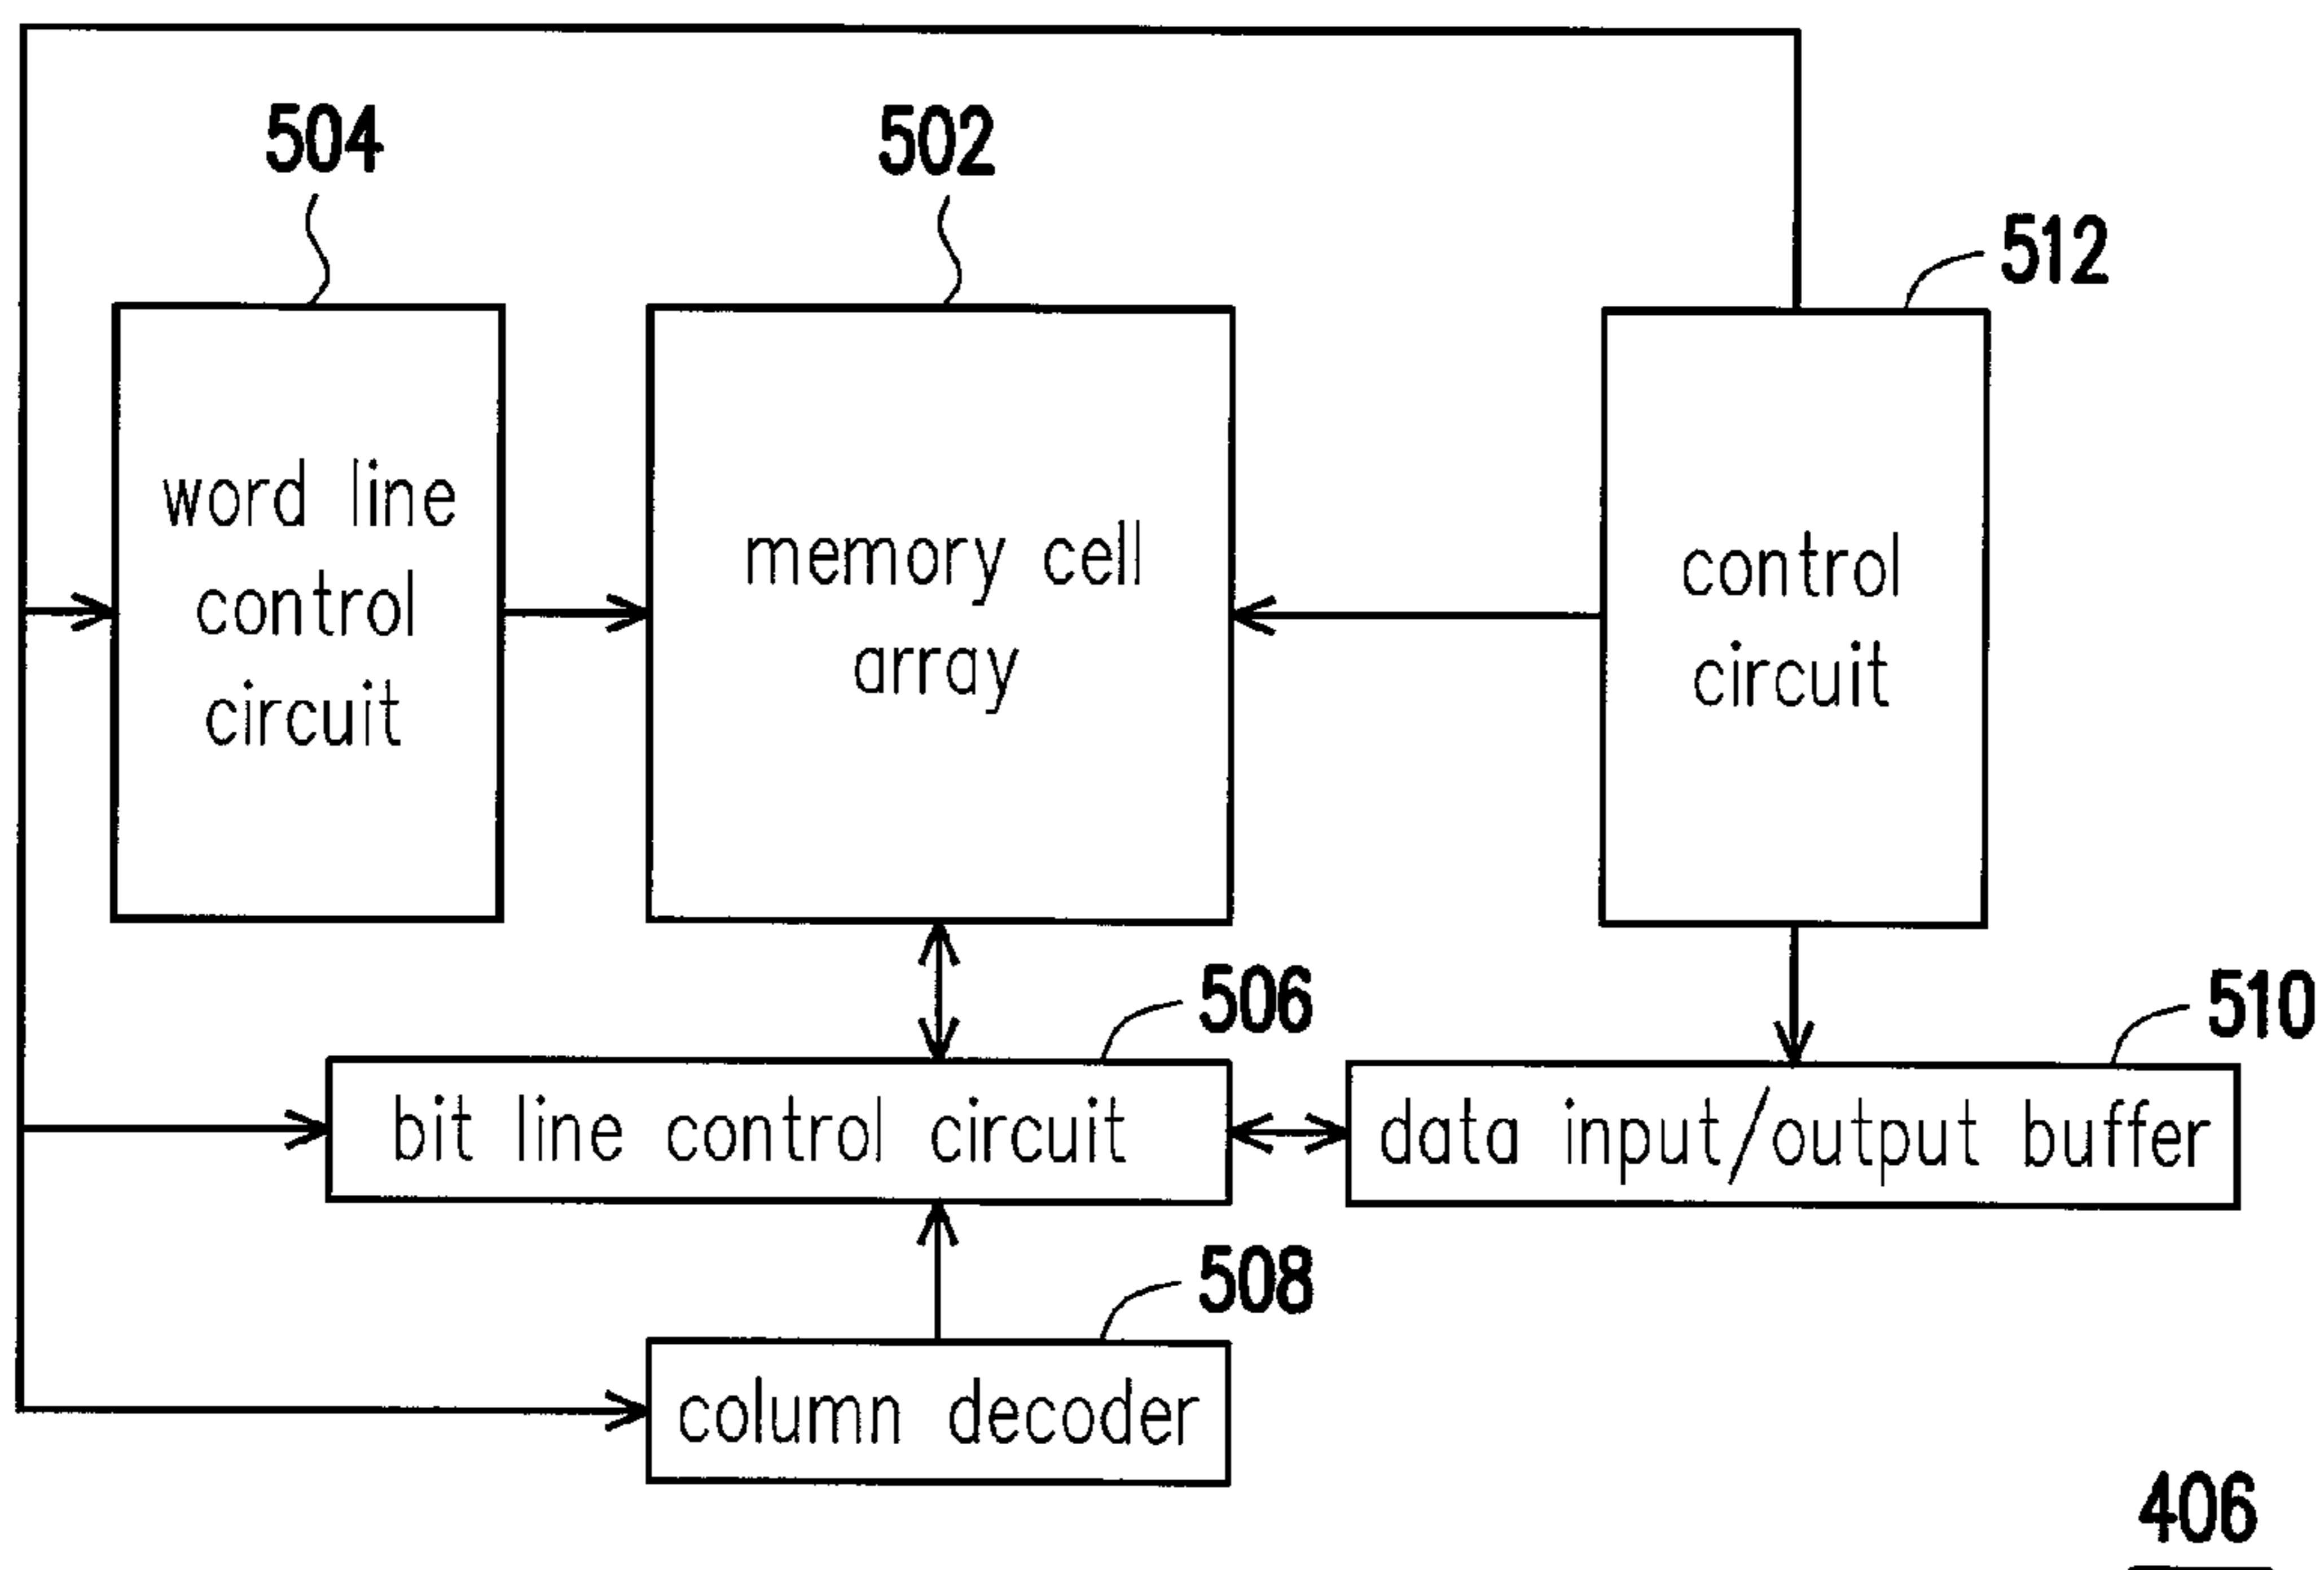 504
502
512
word line
control
circuit
memory cell
array
control
circuit
506
510
bit line control circuit
data input/output buffer
508
column decoder
406